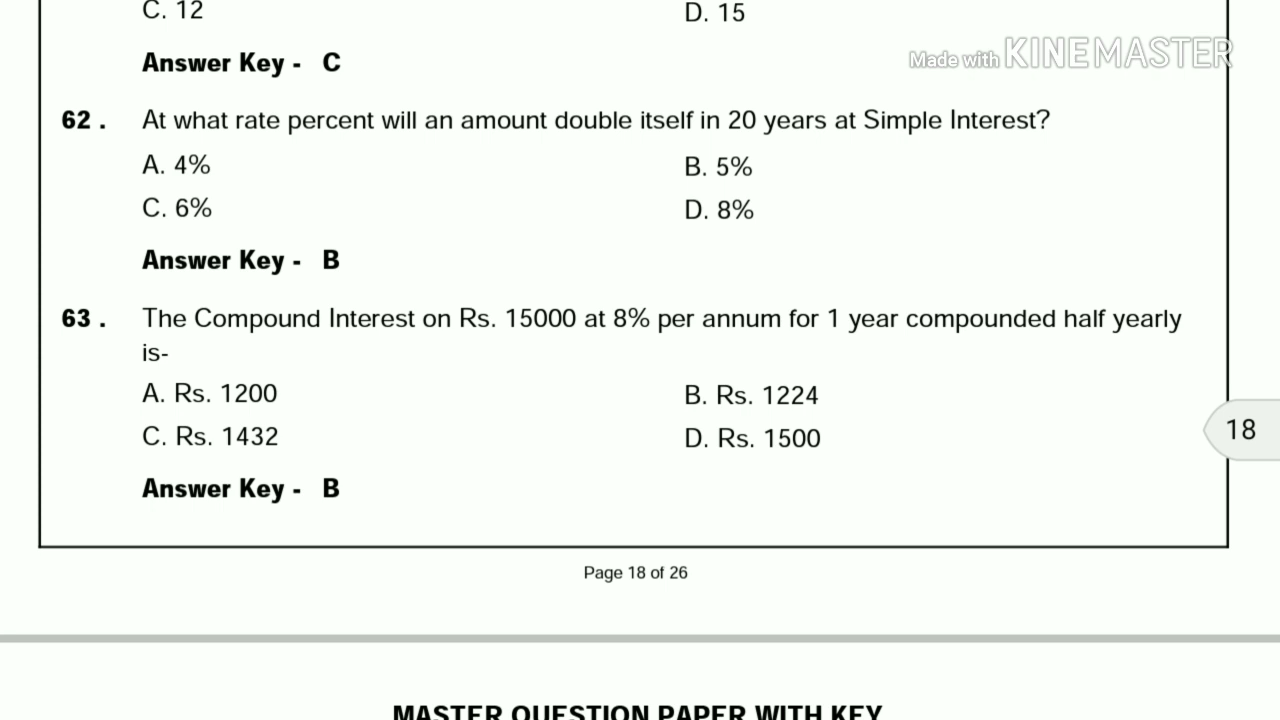 C. 12 D. 15
Answer Key - C
Made with KINEMASTER
62 . At what rate percent will an amount double itself in 20 years at Simple Interest?
A. 4% B. 5%
C. 6% D. 8%
Answer Key - B
63 . The Compound Interest on Rs. 15000 at 8% per annum for 1 year compounded half yearly
is-
A. Rs. 1200 B. Rs. 1224
C. Rs. 1432 D. Rs. 1500
18
Answer Key - B
Page 18 of 26
MASTER QUESTION PAPER WITH KEY